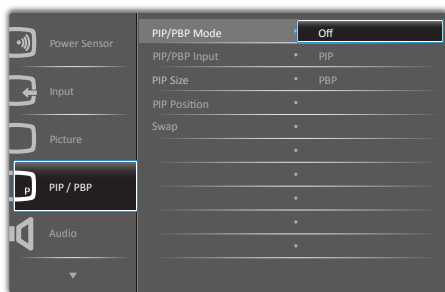 Power Sensor
Input
Picture
P
PIP / PBP
Audio
PIP/PBP Mode • Off
PIP/PBP Input • PIP
PIP Size • PBP
PIP Position •
Swap •